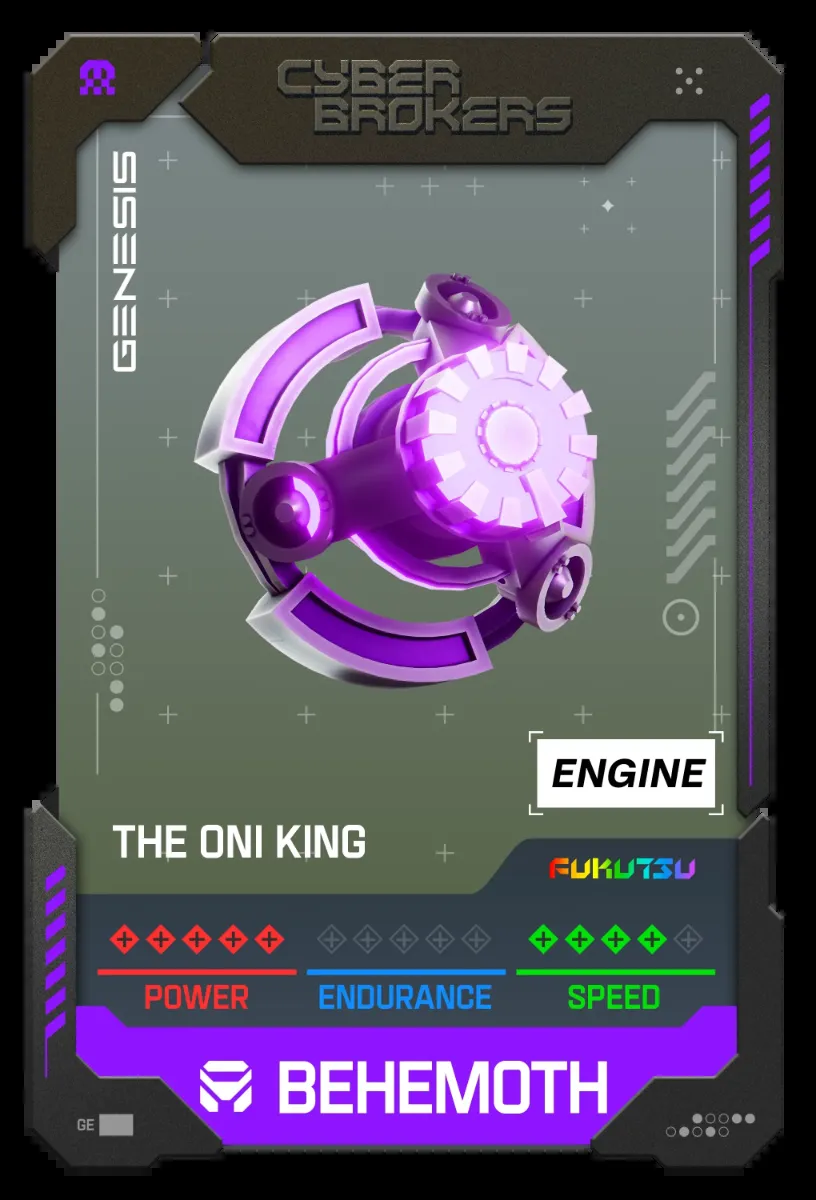 CYBER
BROKERS
GENESIS
ENGINE
THE ONI KING
FUKUTSU
POWER
ENDURANCE
SPEED
BEHEMOTH
GE